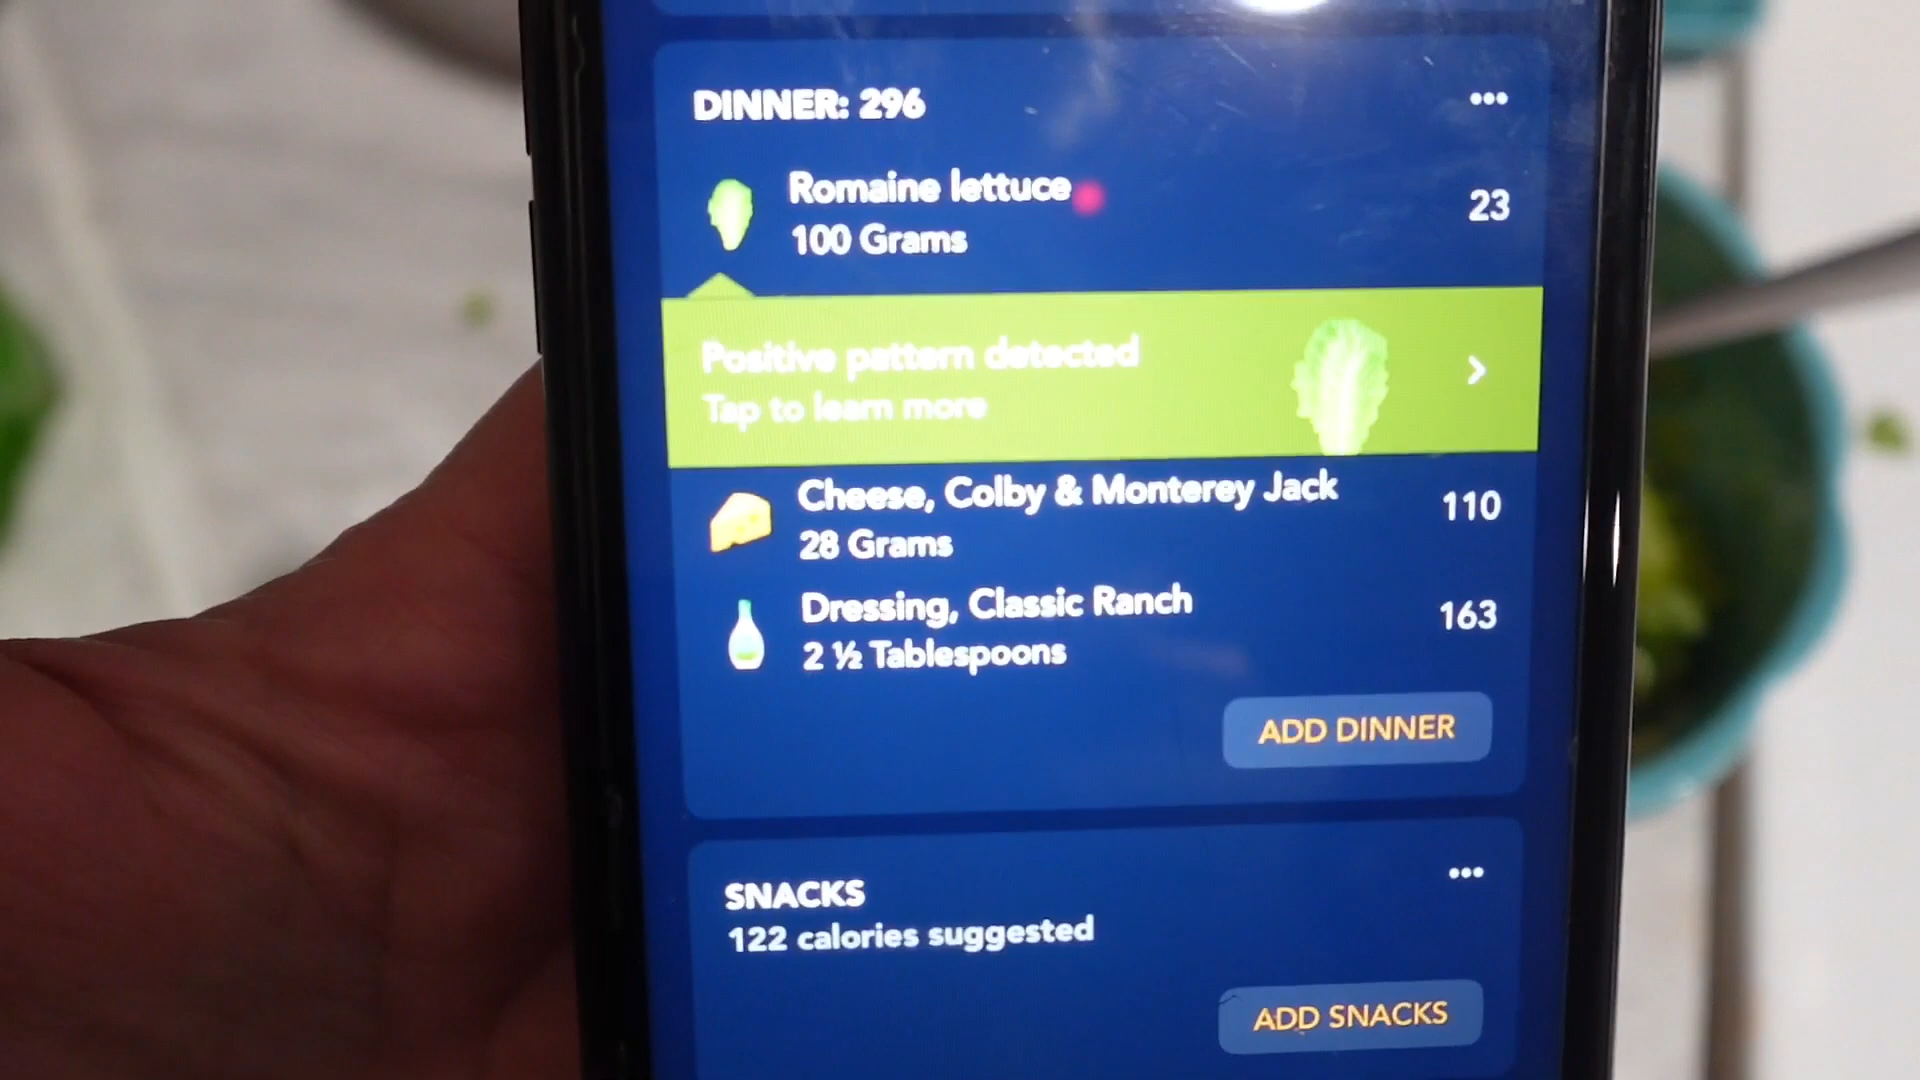 DINNER: 296
Romaine lettuce
100 Grams
23
Positive pattern detected
Tap to learn more
Cheese, Colby & Monterey Jack
28 Grams
110
Dressing, Classic Ranch
2 ½ Tablespoons
163
ADD DINNER
SNACKS
122 calories suggested
ADD SNACKS